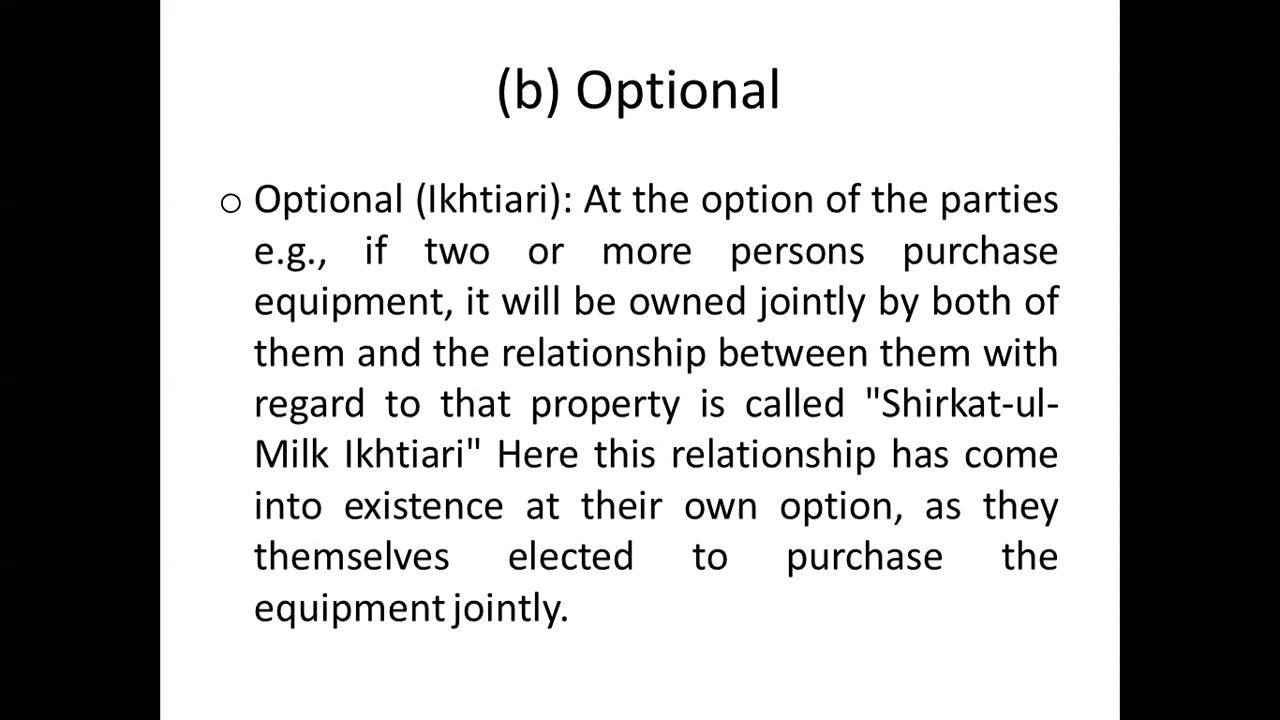 (b) Optional
o Optional (Ikhtiari): At the option of the parties
e.g., if two or more persons purchase
equipment, it will be owned jointly by both of
them and the relationship between them with
regard to that property is called "Shirkat-ul-
Milk Ikhtiari" Here this relationship has come
into existence at their own option, as they
themselves elected to purchase the
equipment jointly.